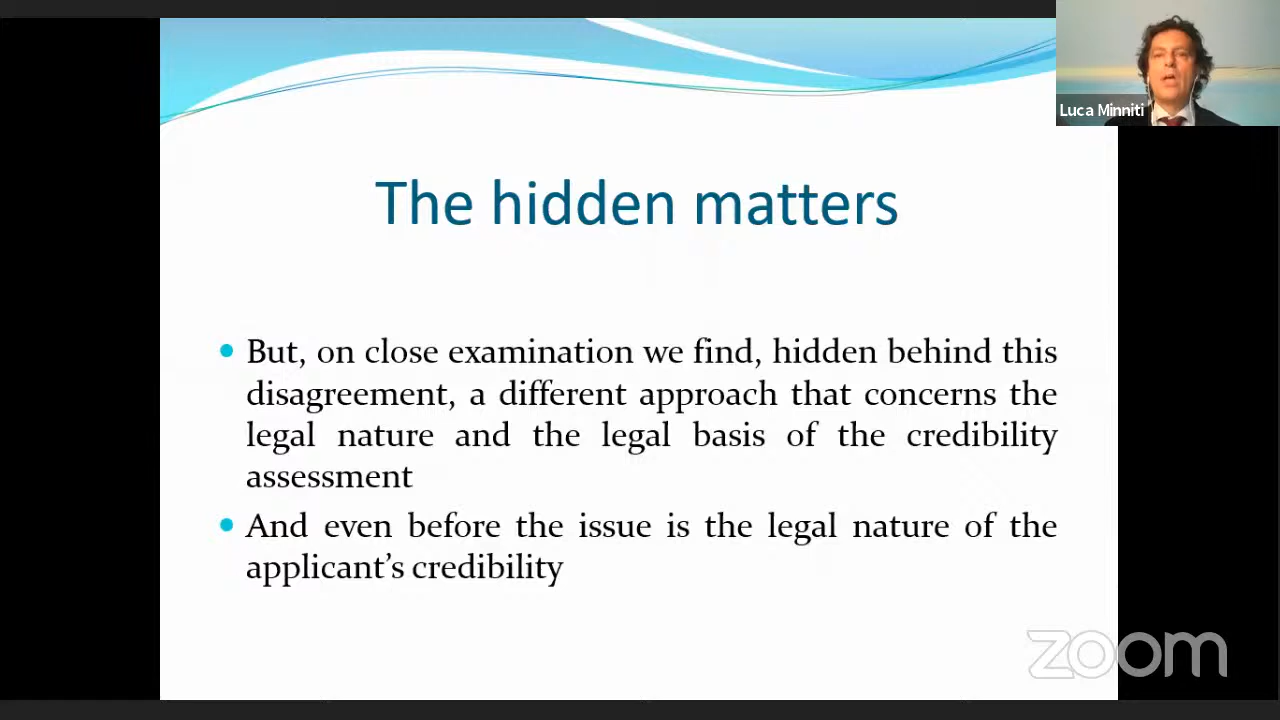 Luca Minniti
The hidden matters
But, on close examination we find, hidden behind this
disagreement, a different approach that concerns the
legal nature and the legal basis of the credibility
assessment
And even before the issue is the legal nature of the
applicant’s credibility
zoom